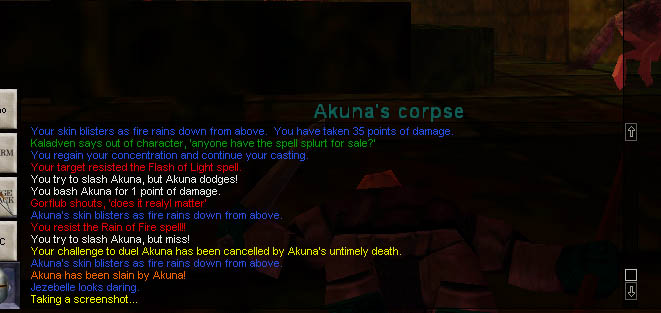 Akuna's corpse
Your skin blisters as fire rains down from above.  You have taken 35 points of damage.
Kaladven says out of character, 'anyone have the spell splurt for sale?'
You regain your concentration and continue your casting.
Your target resisted the Flash of Light spell.
You try to slash Akuna, but Akuna dodges!
You bash Akuna for 1 point of damage.
Gorflub shouts, 'does it realyl matter'
Akuna's skin blisters as fire rains down from above.
You resist the Rain of Fire spell!!
You try to slash Akuna, but miss!
Your challenge to duel Akuna has been cancelled by Akuna's untimely death.
Akuna's skin blisters as fire rains down from above.
Akuna has been slain by Akuna!
Jezebelle looks daring.
Taking a screenshot...